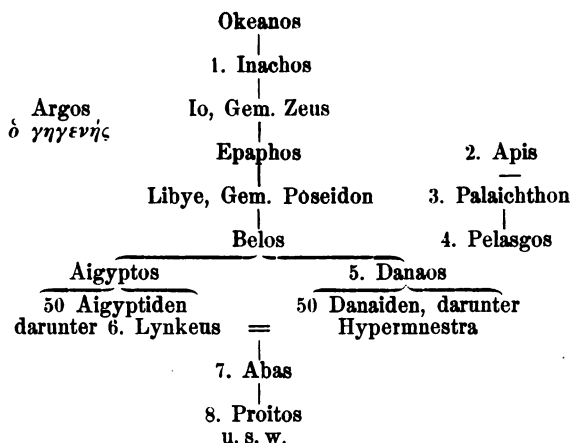 Okeanos
1. Inachos
Argos
ὁ γηγενής
Io, Gem. Zeus
Epaphos
2. Apis
Libye, Gem. Poseidon
3. Palaichthon
Belos
4. Pelasgos
Aigyptos
5. Danaos
50 Aigyptiden
darunter 6. Lynkeus
=
50 Danaiden, darunter
Hypermnestra
7. Abas
8. Proitos
u. s. w.